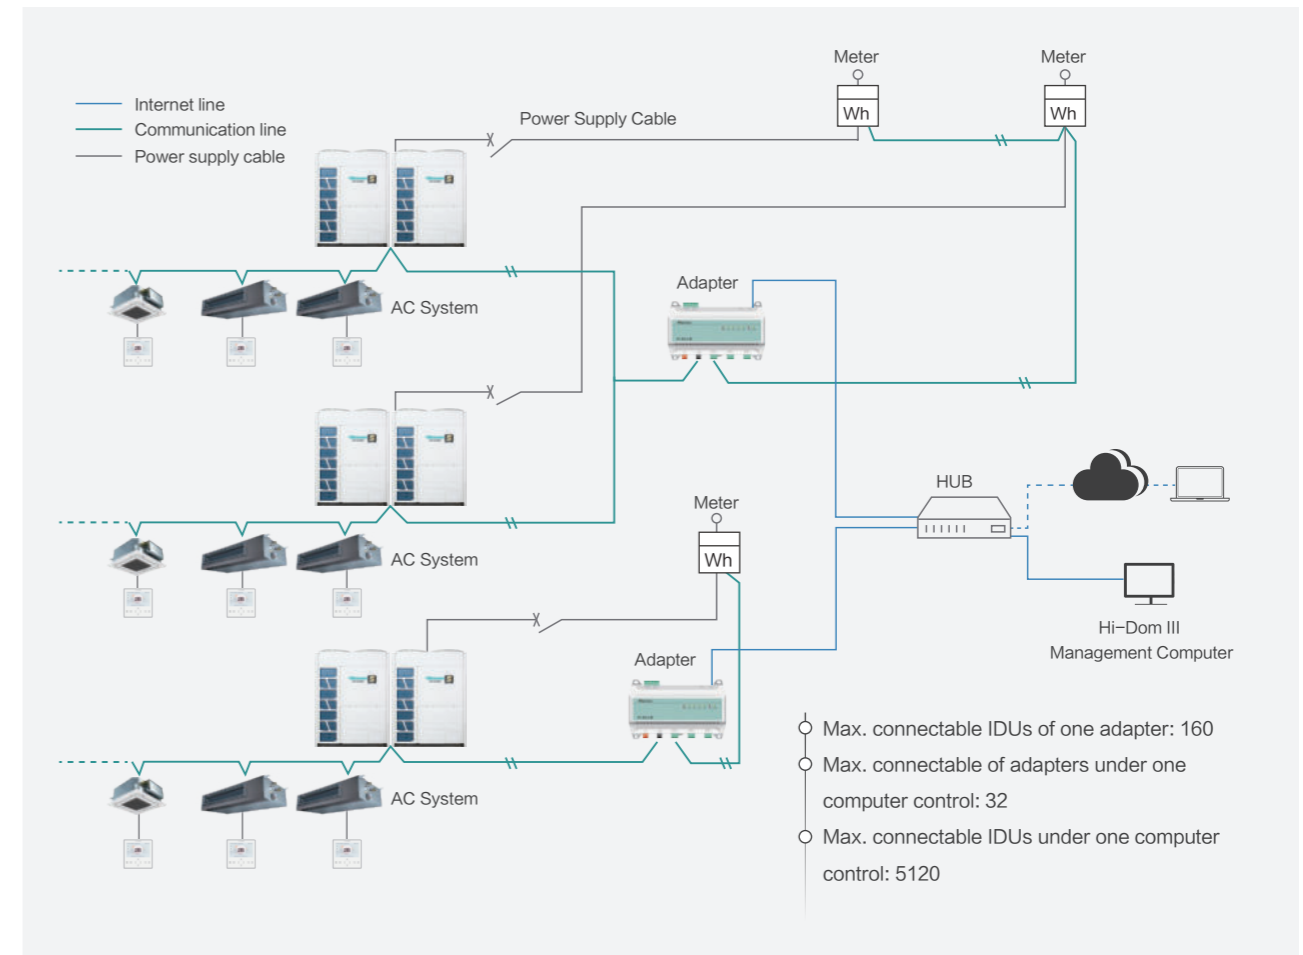 Meter
Meter
Internet line
Wh
Wh
Power Supply Cable
Communication line
Power supply cable
Adapter
AC System
HUB
Meter
Wh
AC System
Hi-Dom III
Management Computer
Adapter
Max. connectable IDUs of one adapter: 160
Max. connectable of adapters under one
computer control: 32
AC System
Max. connectable IDUs under one computer
control: 5120